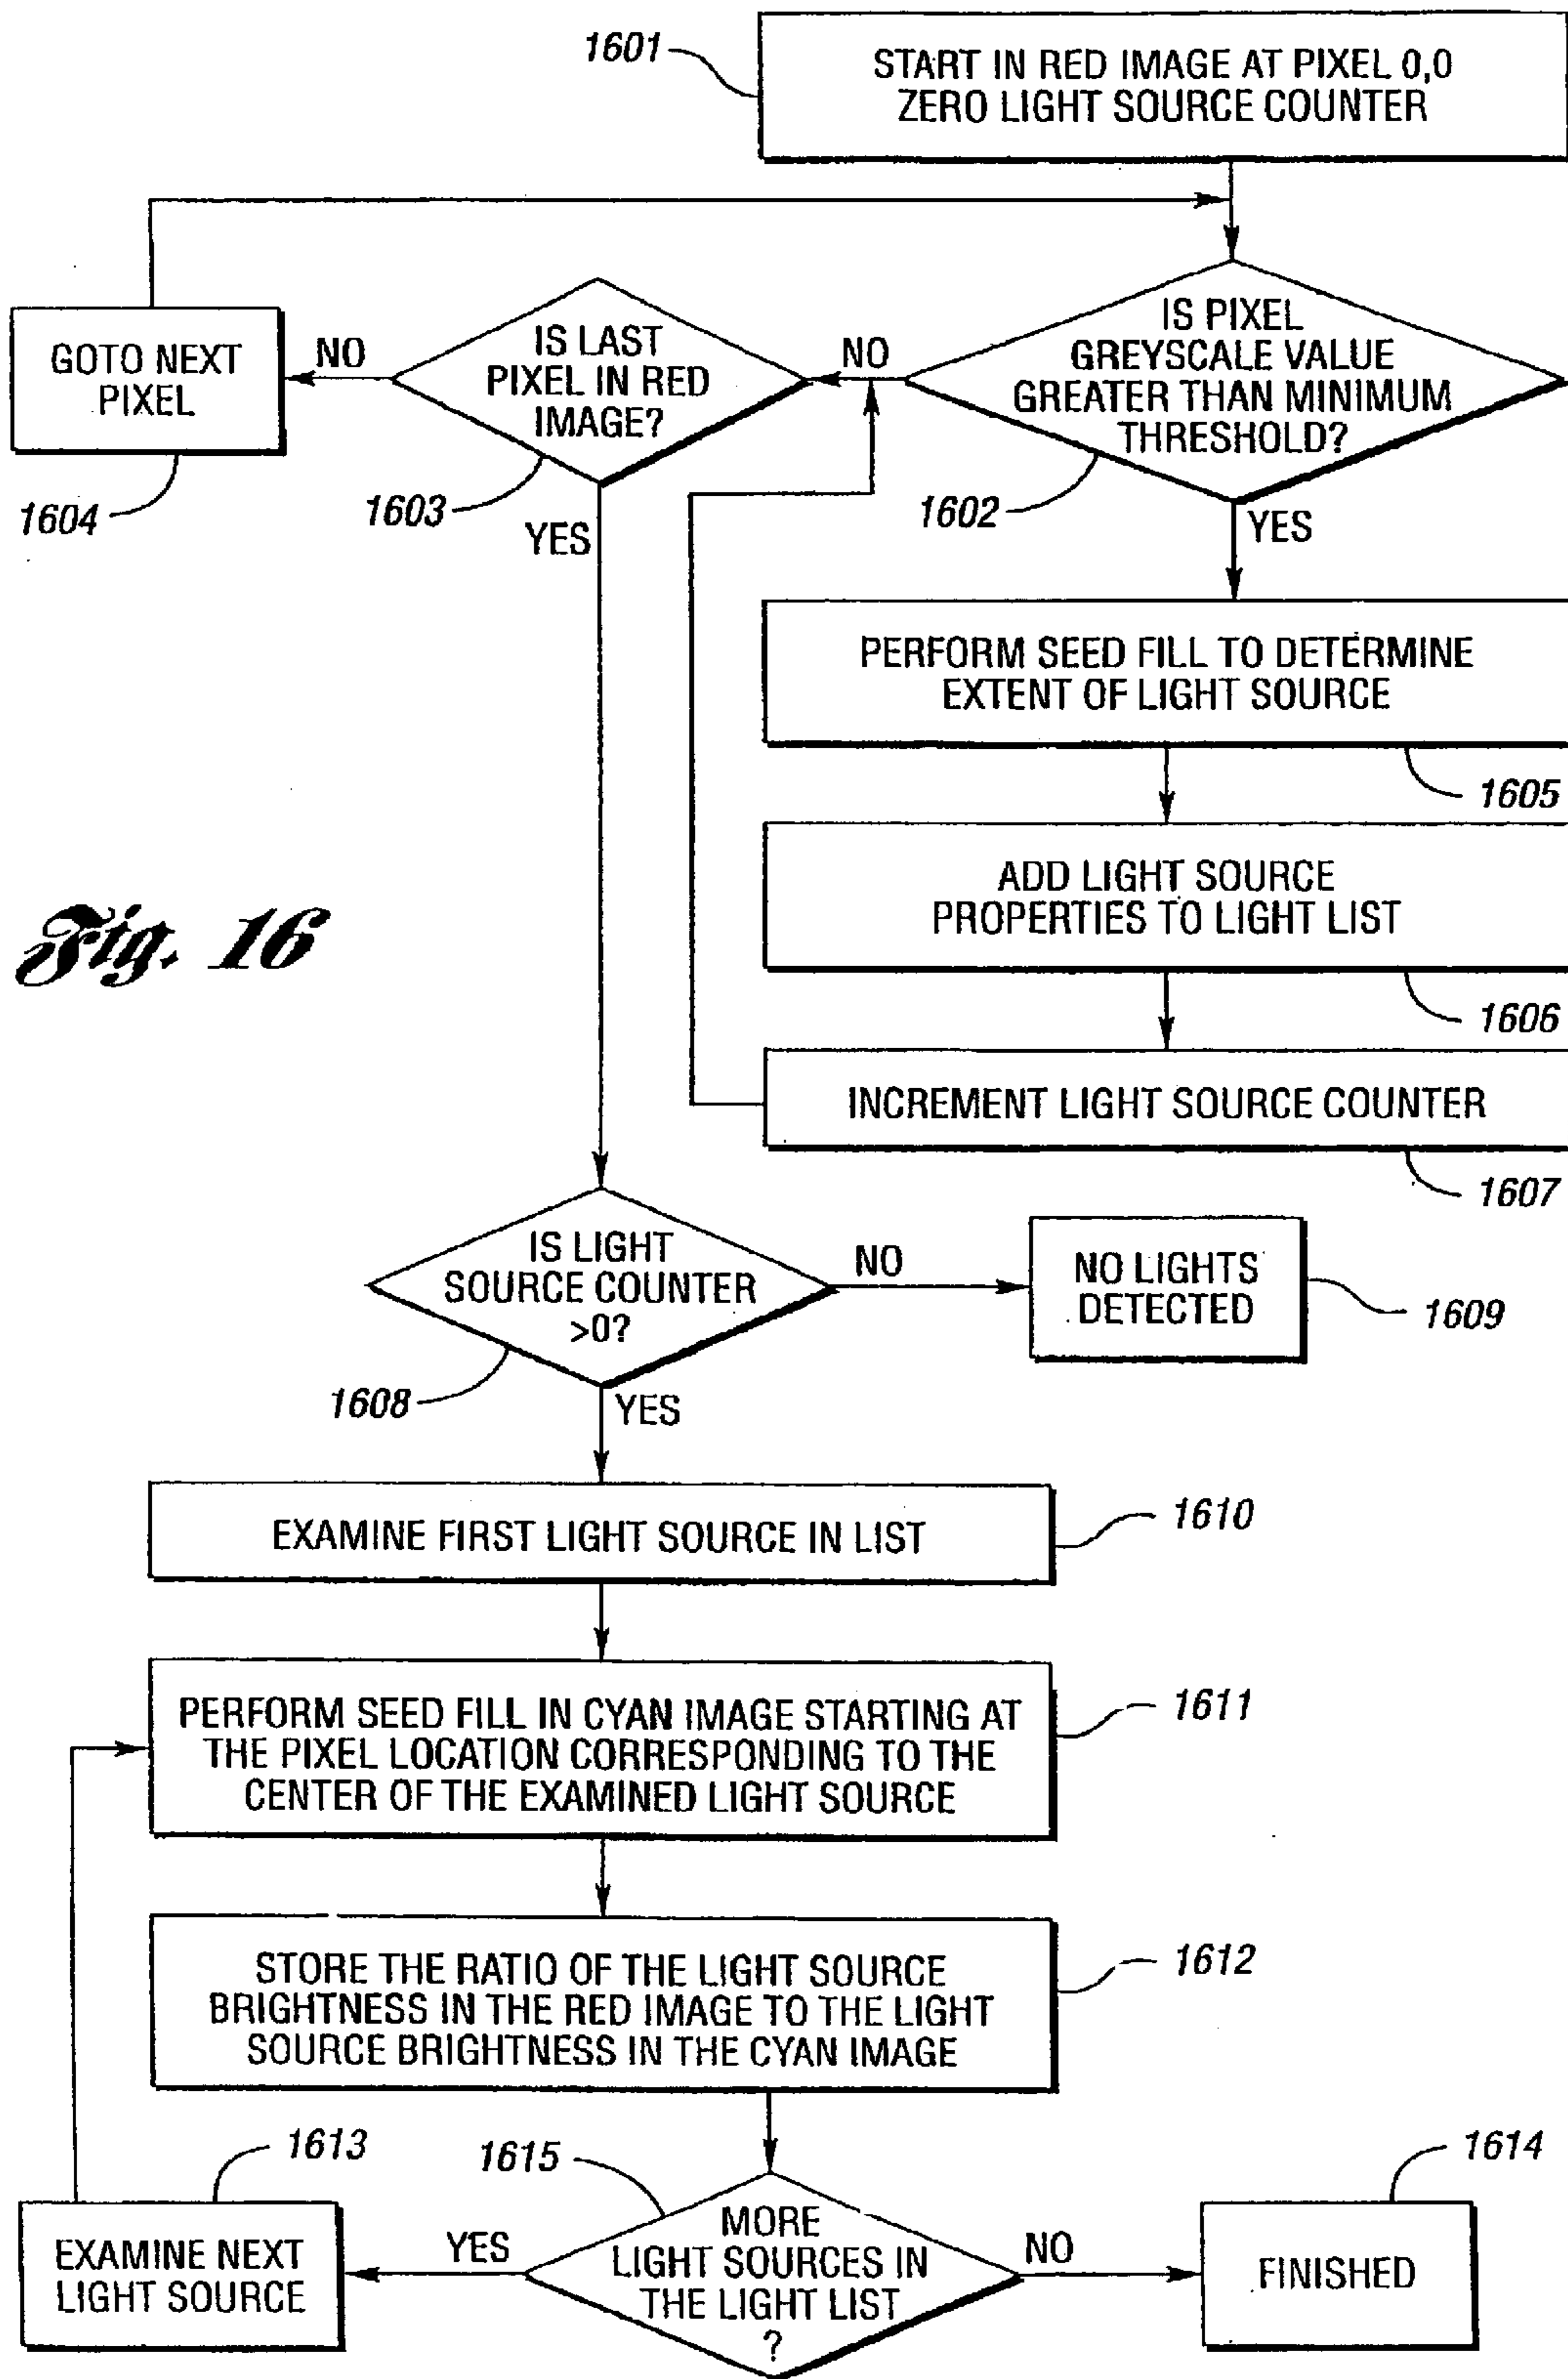 1601
START IN RED IMAGE AT PIXEL 0,0
ZERO LIGHT SOURCE COUNTER
GOTO NEXT
PIXEL
1604
NO
IS LAST
PIXEL IN RED
IMAGE?
1603
YES
NO
IS PIXEL
GREYSCALE VALUE
GREATER THAN MINIMUM
THRESHOLD?
1602
YES
PERFORM SEED FILL TO DETERMINE
EXTENT OF LIGHT SOURCE
1605
ADD LIGHT SOURCE
PROPERTIES TO LIGHT LIST
1606
Fig. 16
INCREMENT LIGHT SOURCE COUNTER
1607
IS LIGHT
SOURCE COUNTER
>0?
1608
NO
NO LIGHTS
DETECTED
1609
YES
EXAMINE FIRST LIGHT SOURCE IN LIST
1610
PERFORM SEED FILL IN CYAN IMAGE STARTING AT
THE PIXEL LOCATION CORRESPONDING TO THE
CENTER OF THE EXAMINED LIGHT SOURCE
1611
STORE THE RATIO OF THE LIGHT SOURCE
BRIGHTNESS IN THE RED IMAGE TO THE LIGHT
SOURCE BRIGHTNESS IN THE CYAN IMAGE
1612
1613
EXAMINE NEXT
LIGHT SOURCE
YES
1615
MORE
LIGHT SOURCES IN
THE LIGHT LIST
?
NO
1614
FINISHED